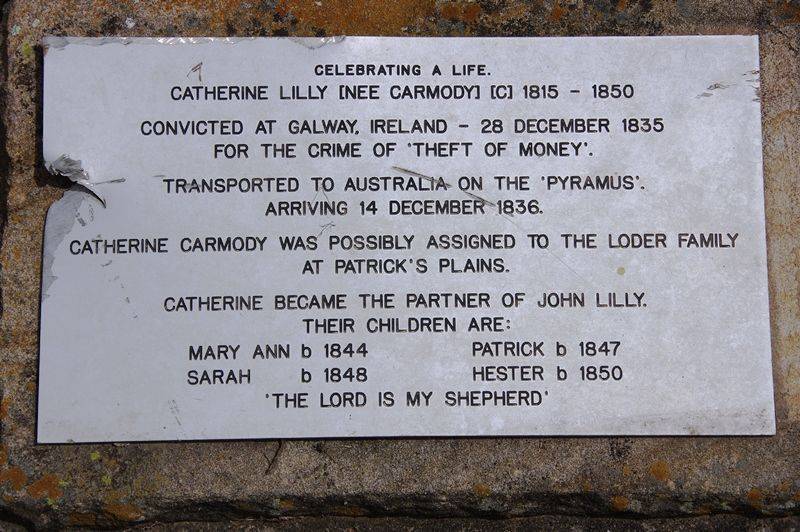 CELEBRATING A LIFE.
CATHERINE LILLY [NEE CARMODY] [C] 1815 - 1850
CONVICTED AT GALWAY, IRELAND - 28 DECEMBER 1835
FOR THE CRIME OF 'THEFT OF MONEY'.
TRANSPORTED TO AUSTRALIA ON THE 'PYRAMUS'.
ARRIVING 14 DECEMBER 1836.
CATHERINE CARMODY WAS POSSIBLY ASSIGNED TO THE LODER FAMILY
AT PATRICK'S PLAINS.
CATHERINE BECAME THE PARTNER OF JOHN LILLY.
THEIR CHILDREN ARE:
MARY ANN b 1844 PATRICK b 1847
SARAH b 1848 HESTER b 1850
'THE LORD IS MY SHEPHERD'